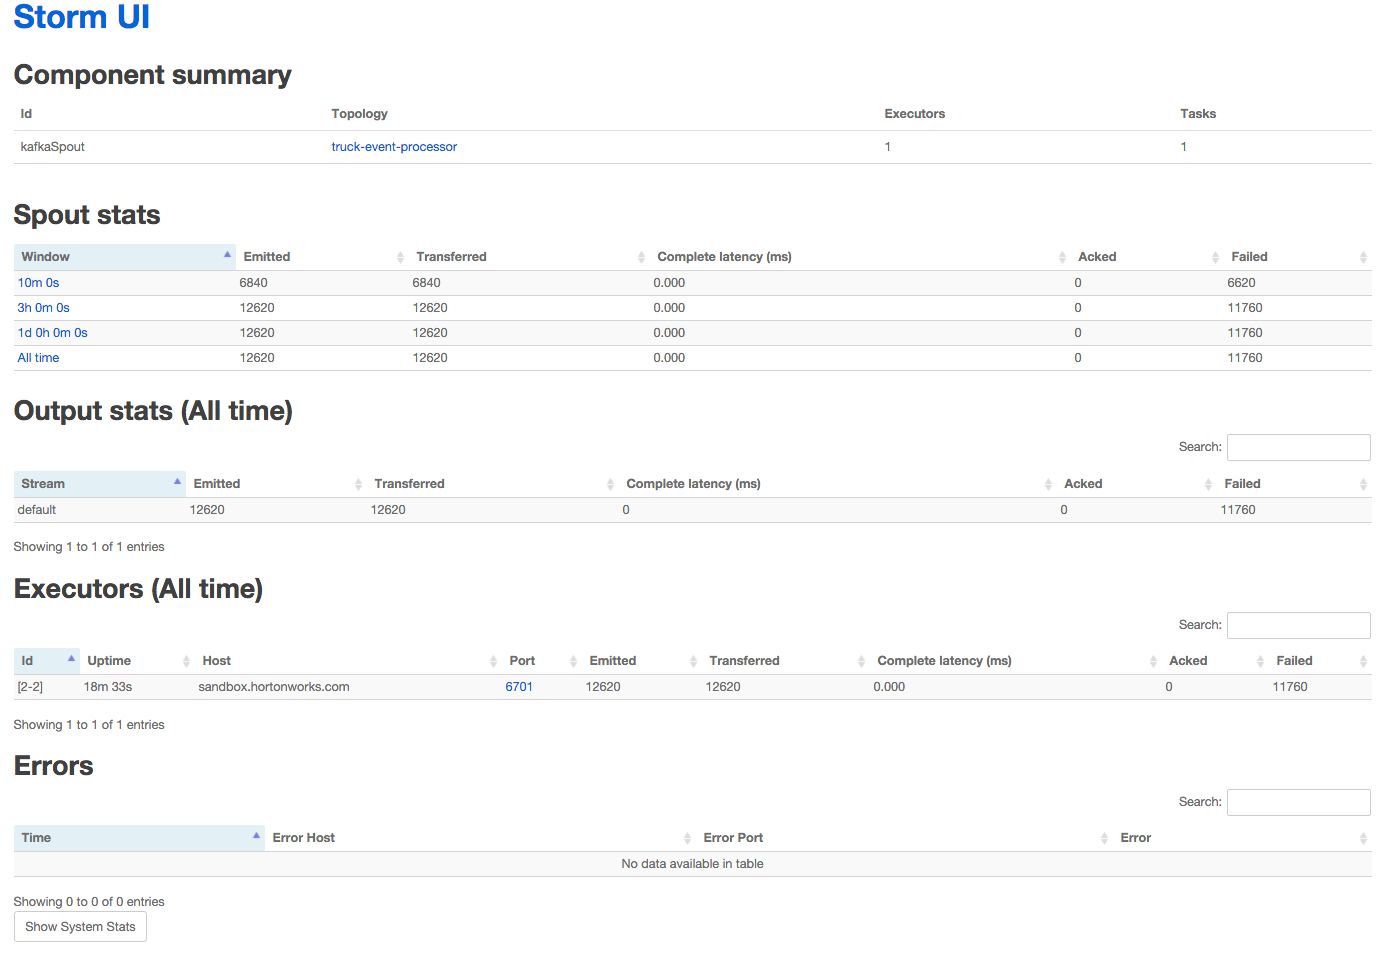 Storm UI
Component summary
Id Topology Executors Tasks
kafkaSpout truck-event-processor 1 1
Spout stats
Window Emitted Transferred Complete latency (ms) Acked Failed
10m 0s 6840 6840 0.000 0 6620
3h 0m 0s 12620 12620 0.000 0 11760
1d 0h 0m 0s 12620 12620 0.000 0 11760
All time 12620 12620 0.000 0 11760
Output stats (All time)
Search:
Stream Emitted Transferred Complete latency (ms) Acked Failed
default 12620 12620 0 0 11760
Showing 1 to 1 of 1 entries
Executors (All time)
Search:
Id Uptime Host Port Emitted Transferred Complete latency (ms) Acked Failed
[2-2] 18m 33s sandbox.hortonworks.com 6701 12620 12620 0.000 0 11760
Showing 1 to 1 of 1 entries
Errors
Search:
Time Error Host Error Port Error
No data available in table
Showing 0 to 0 of 0 entries
Show System Stats